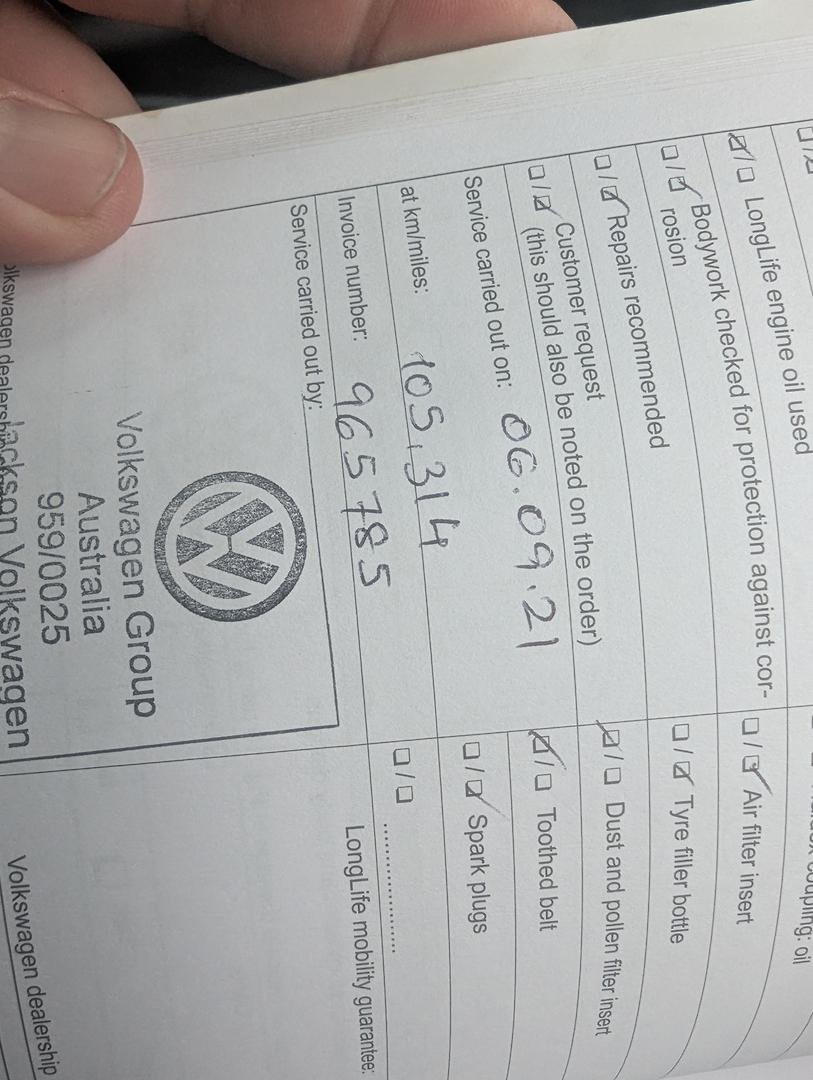 LongLife engine oil used
Bodywork checked for protection against cor-
rosion
Repairs recommended
Customer request
(this should also be noted on the order)
Service carried out on: 06.09.21
at km/miles: 105,314
Invoice number: 965785
Service carried out by:
Volkswagen Group
Australia
959/0025
Volkswagen
coupling: oil
Air filter insert
Tyre filler bottle
Dust and pollen filter insert
Toothed belt
Spark plugs
LongLife mobility guarantee:
Volkswagen dealership